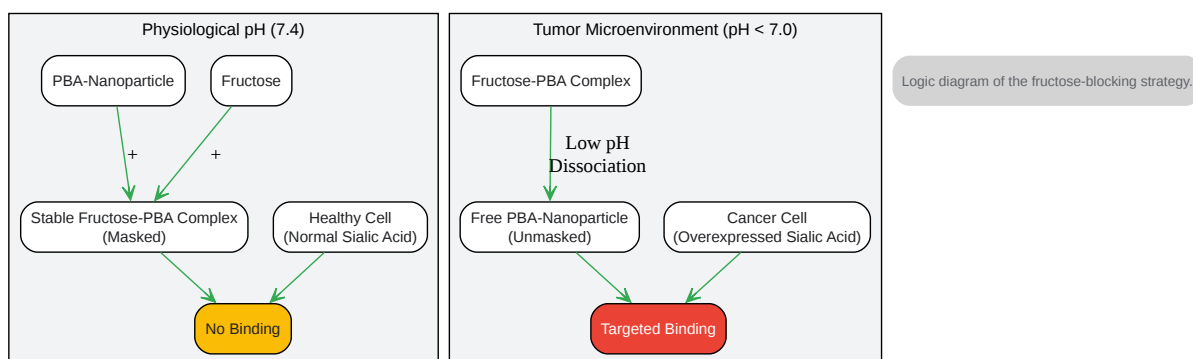 Physiological pH (7.4)
PBA-Nanoparticle
Fructose
+
+
Stable Fructose-PBA Complex
(Masked)
Healthy Cell
(Normal Sialic Acid)
No Binding
Tumor Microenvironment (pH < 7.0)
Fructose-PBA Complex
Low pH
Dissociation
Free PBA-Nanoparticle
(Unmasked)
Cancer Cell
(Overexpressed Sialic Acid)
Targeted Binding
Logic diagram of the fructose-blocking strategy.